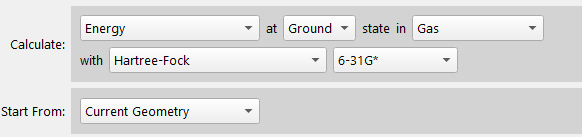 Calculate: Energy at Ground state in Gas
with Hartree-Fock 6-31G*
Start From: Current Geometry